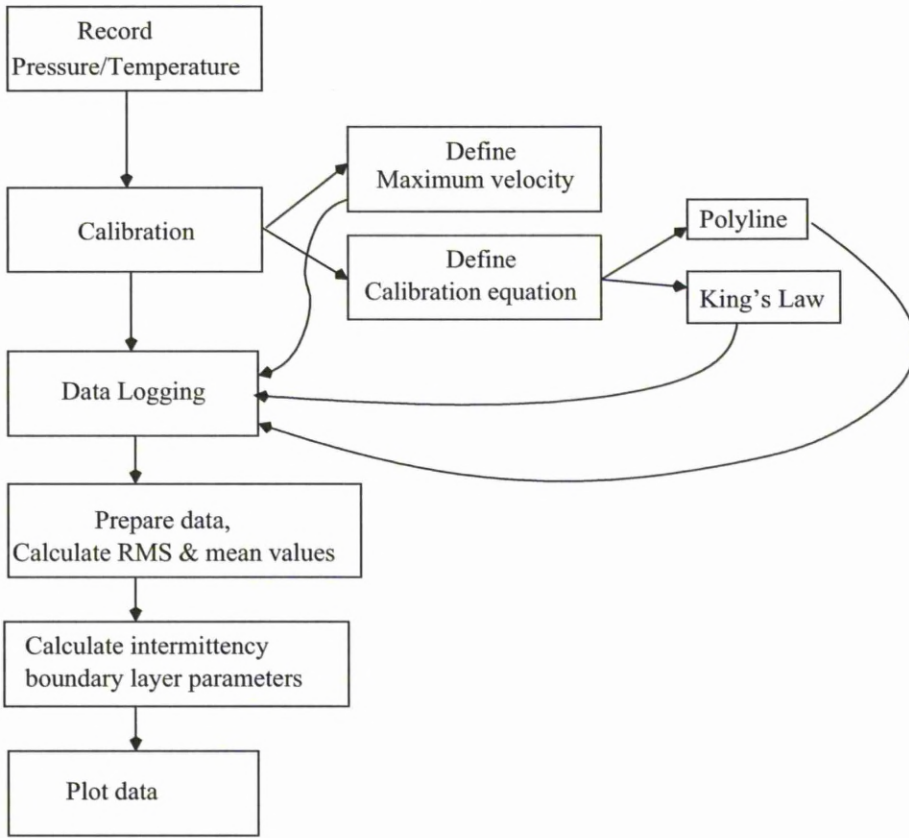 Record
Pressure/Temperature
Define
Maximum velocity
Polyline
Calibration
Define
Calibration equation
King's Law
Data Logging
Prepare data,
Calculate RMS & mean values
Calculate intermittency
boundary layer parameters
Plot data